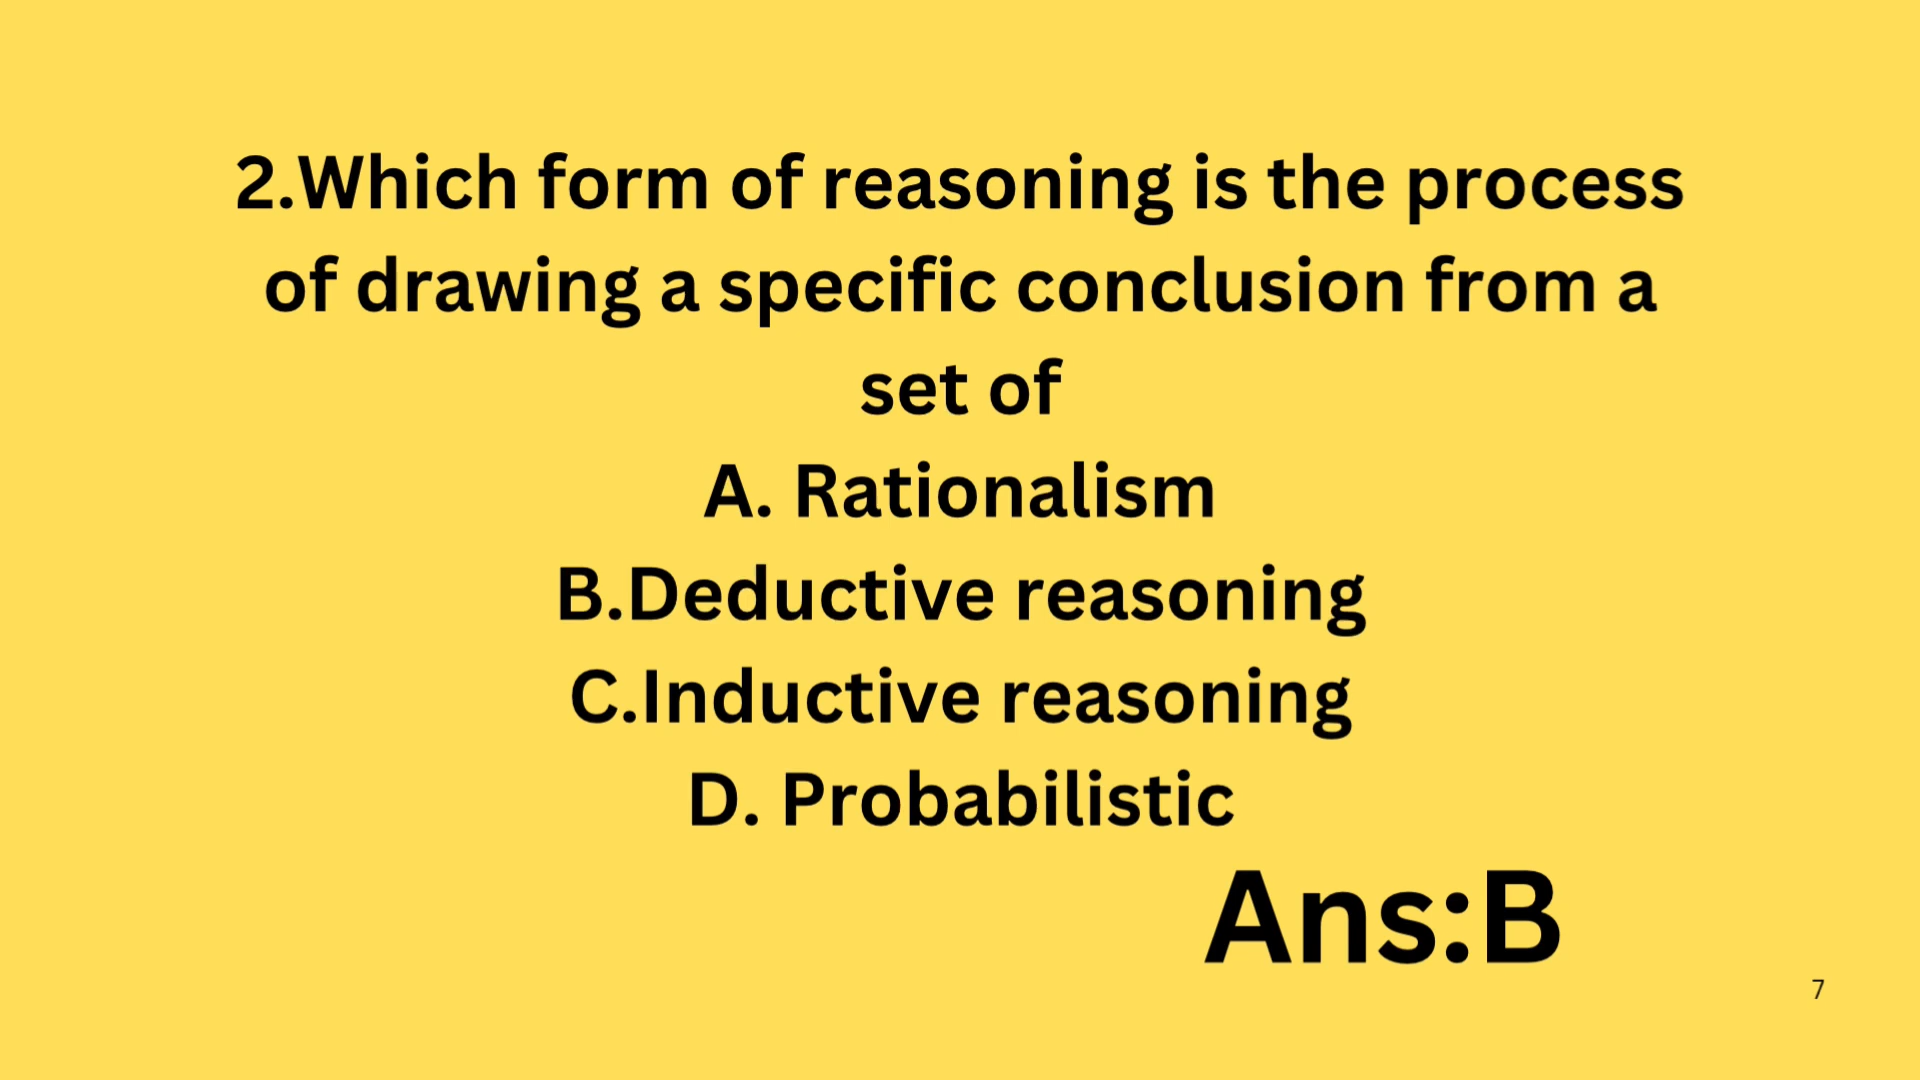 2.Which form of reasoning is the process
of drawing a specific conclusion from a
set of
A. Rationalism
B.Deductive reasoning
C.Inductive reasoning
D. Probabilistic
Ans:B
7